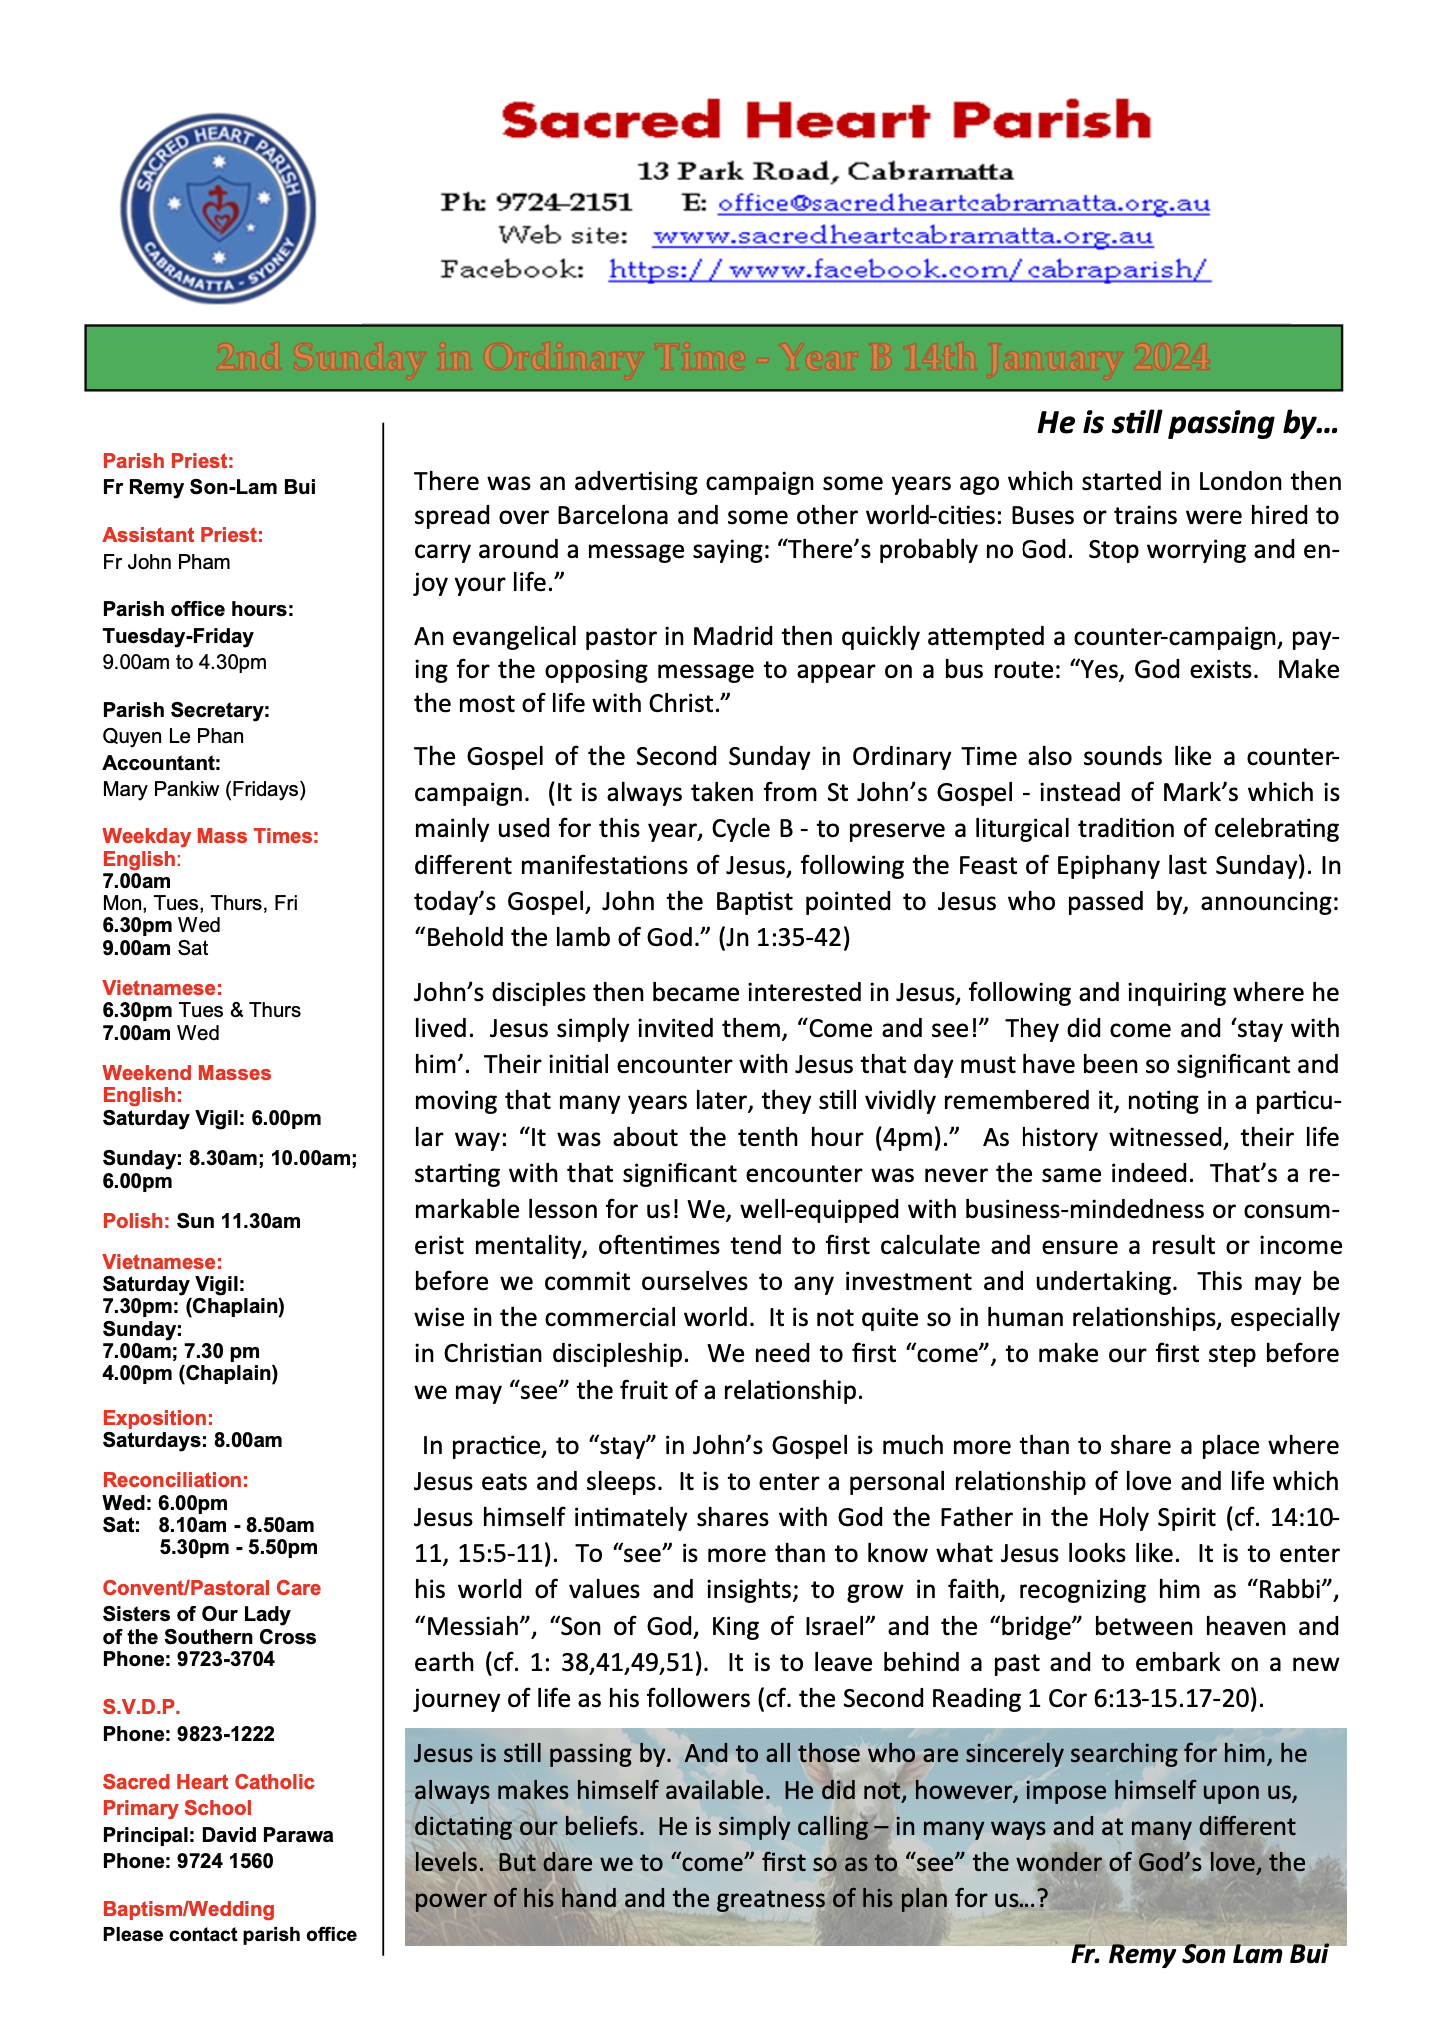 SACRED HEART PARISH
CABRAMATTA - SYDNEY
Sacred Heart Parish
13 Park Road, Cabramatta
Ph: 9724-2151 E: office@sacredheartcabramatta.org.au
Web site: www.sacredheartcabramatta.org.au
Facebook: https://www.facebook.com/cabraparish/
2nd Sunday in Ordinary Time - Year B 14th January 2024
Parish Priest:
Fr Remy Son-Lam Bui
Assistant Priest:
Fr John Pham
Parish office hours:
Tuesday-Friday
9.00am to 4.30pm
Parish Secretary:
Quyen Le Phan
Accountant:
Mary Pankiw (Fridays)
Weekday Mass Times:
English:
7.00am
Mon, Tues, Thurs, Fri
6.30pm Wed
9.00am Sat
Vietnamese:
6.30pm Tues & Thurs
7.00am Wed
Weekend Masses
English:
Saturday Vigil: 6.00pm
Sunday: 8.30am; 10.00am;
6.00pm
Polish: Sun 11.30am
Vietnamese:
Saturday Vigil:
7.30pm: (Chaplain)
Sunday:
7.00am; 7.30 pm
4.00pm (Chaplain)
Exposition:
Saturdays: 8.00am
Reconciliation:
Wed: 6.00pm
Sat: 8.10am - 8.50am
5.30pm - 5.50pm
Convent/Pastoral Care
Sisters of Our Lady
of the Southern Cross
Phone: 9723-3704
S.V.D.P.
Phone: 9823-1222
Sacred Heart Catholic
Primary School
Principal: David Parawa
Phone: 9724 1560
Baptism/Wedding
Please contact parish office
He is still passing by...
There was an advertising campaign some years ago which started in London then
spread over Barcelona and some other world-cities: Buses or trains were hired to
carry around a message saying: “There’s probably no God. Stop worrying and en-
joy your life.”
An evangelical pastor in Madrid then quickly attempted a counter-campaign, pay-
ing for the opposing message to appear on a bus route: “Yes, God exists. Make
the most of life with Christ.”
The Gospel of the Second Sunday in Ordinary Time also sounds like a counter-
campaign. (It is always taken from St John’s Gospel - instead of Mark’s which is
mainly used for this year, Cycle B - to preserve a liturgical tradition of celebrating
different manifestations of Jesus, following the Feast of Epiphany last Sunday). In
today’s Gospel, John the Baptist pointed to Jesus who passed by, announcing:
“Behold the lamb of God.” (Jn 1:35-42)
John’s disciples then became interested in Jesus, following and inquiring where he
lived. Jesus simply invited them, “Come and see!” They did come and ‘stay with
him’. Their initial encounter with Jesus that day must have been so significant and
moving that many years later, they still vividly remembered it, noting in a particu-
lar way: “It was about the tenth hour (4pm).” As history witnessed, their life
starting with that significant encounter was never the same indeed. That’s a re-
markable lesson for us! We, well-equipped with business-mindedness or consum-
erist mentality, oftentimes tend to first calculate and ensure a result or income
before we commit ourselves to any investment and undertaking. This may be
wise in the commercial world. It is not quite so in human relationships, especially
in Christian discipleship. We need to first “come”, to make our first step before
we may “see” the fruit of a relationship.
In practice, to “stay” in John’s Gospel is much more than to share a place where
Jesus eats and sleeps. It is to enter a personal relationship of love and life which
Jesus himself intimately shares with God the Father in the Holy Spirit (cf. 14:10-
11, 15:5-11). To “see” is more than to know what Jesus looks like. It is to enter
his world of values and insights; to grow in faith, recognizing him as “Rabbi”,
“Messiah”, “Son of God, King of Israel” and the “bridge” between heaven and
earth (cf. 1: 38,41,49,51). It is to leave behind a past and to embark on a new
journey of life as his followers (cf. the Second Reading 1 Cor 6:13-15.17-20).
Jesus is still passing by. And to all those who are sincerely searching for him, he
always makes himself available. He did not, however, impose himself upon us,
dictating our beliefs. He is simply calling – in many ways and at many different
levels. But dare we to “come” first so as to “see” the wonder of God’s love, the
power of his hand and the greatness of his plan for us...?
Fr. Remy Son Lam Bui